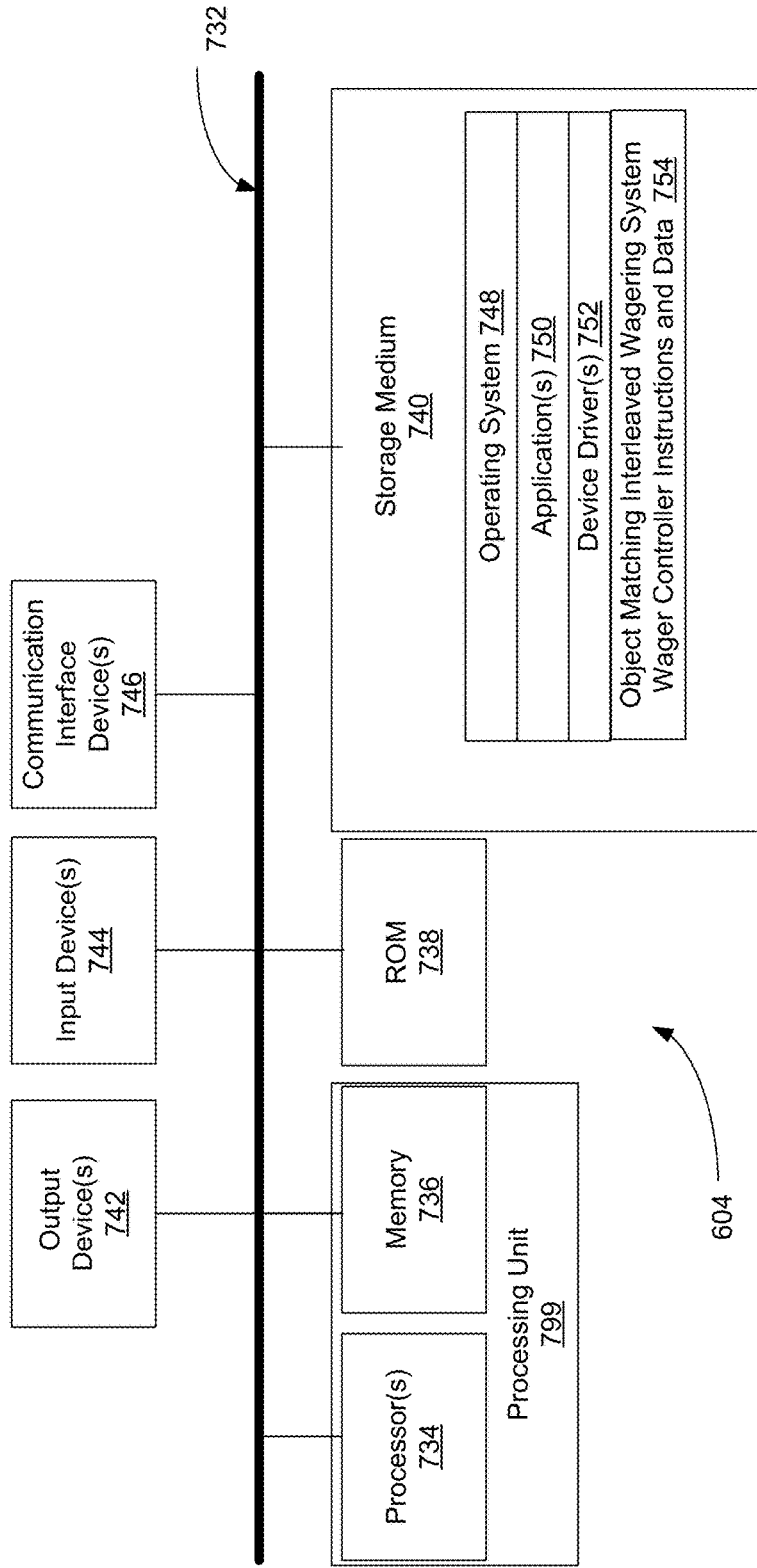 732
Output
Device(s)
742
Input Device(s)
744
Communication
Interface
Device(s)
746
Processor(s)
734
Memory
736
Processing Unit
799
ROM
738
Storage Medium
740
Operating System 748
Application(s) 750
Device Driver(s) 752
Object Matching Interleaved Wagering System
Wager Controller Instructions and Data 754
604